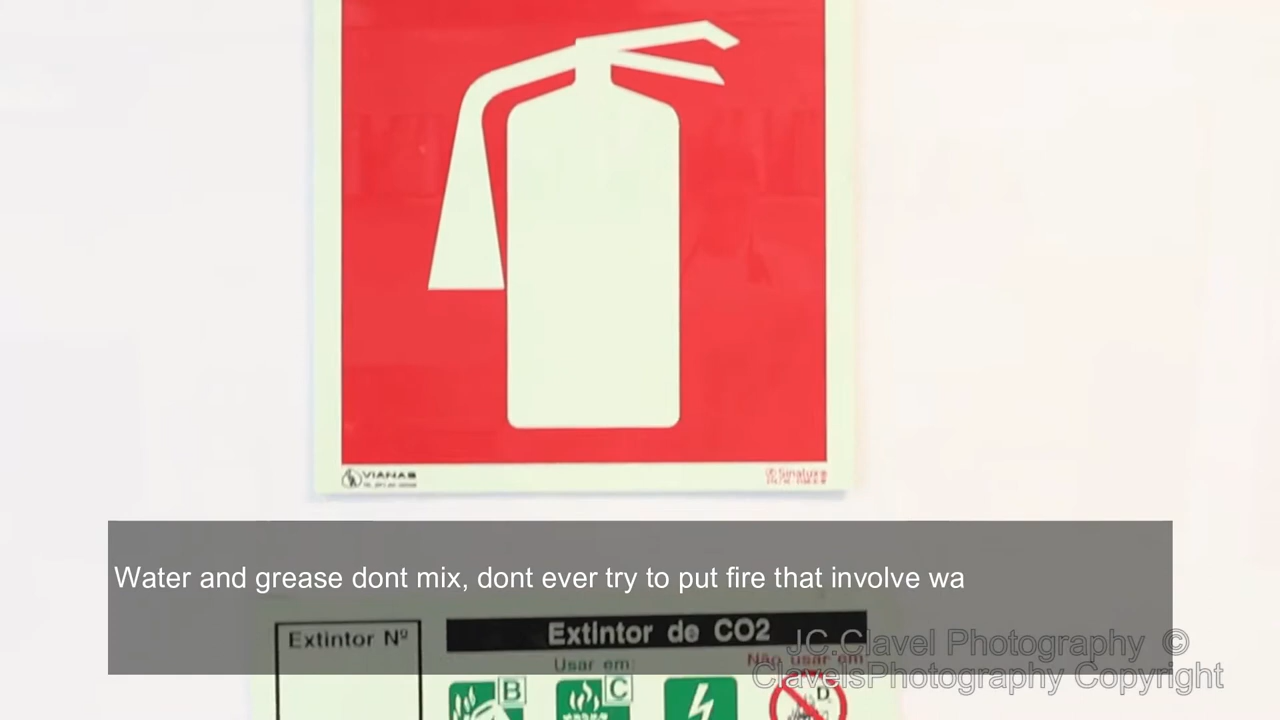 VIANAS
Sinalux
Water and grease dont mix, dont ever try to put fire that involve wa
Extintor Nº
Extintor de CO2
Usar em:
Não usar em
JC.Clavel Photography ©
ClavelsPhotography Copyright
B
C
D